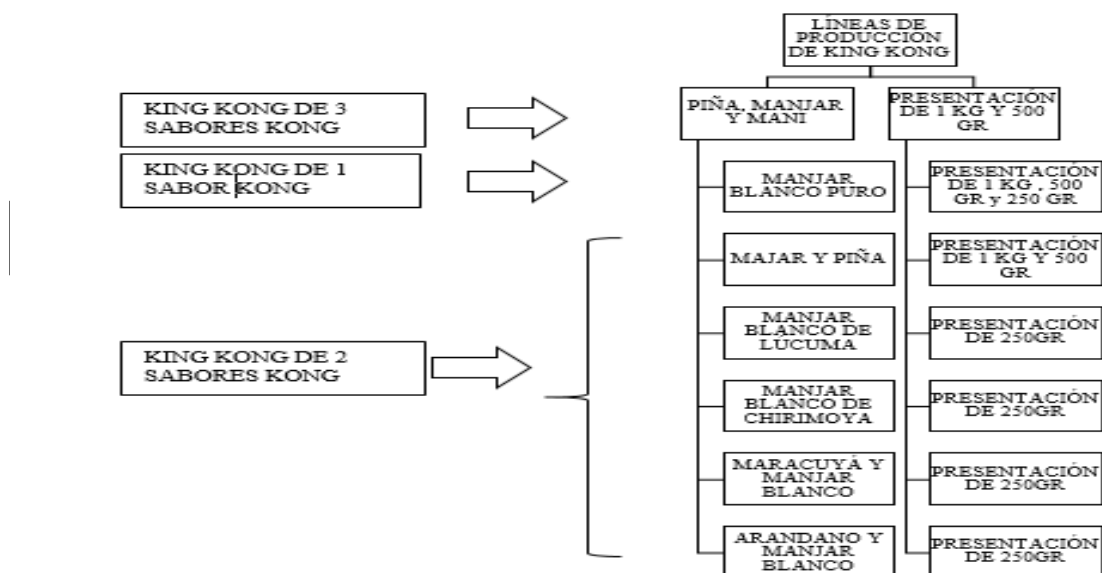 LÍNEAS DE
PRODUCCIÓN
DE KING KONG
KING KONG DE 3
SABORES KONG
PIÑA, MANJAR
Y MANI
PRESENTACIÓN
DE 1 KG Y 500
GR
KING KONG DE 1
SABOR KONG
MANJAR
BLANCO PURO
PRESENTACIÓN
DE 1 KG , 500
GR y 250 GR
MAJAR Y PIÑA
PRESENTACIÓN
DE 1 KG Y 500
GR
KING KONG DE 2
SABORES KONG
MANJAR
BLANCO DE
LÚCUMA
PRESENTACIÓN
DE 250GR
MANJAR
BLANCO DE
CHIRIMOYA
PRESENTACIÓN
DE 250GR
MARACUYÁ Y
MANJAR
BLANCO
PRESENTACIÓN
DE 250GR
ARANDANO Y
MANJAR
BLANCO
PRESENTACIÓN
DE 250GR